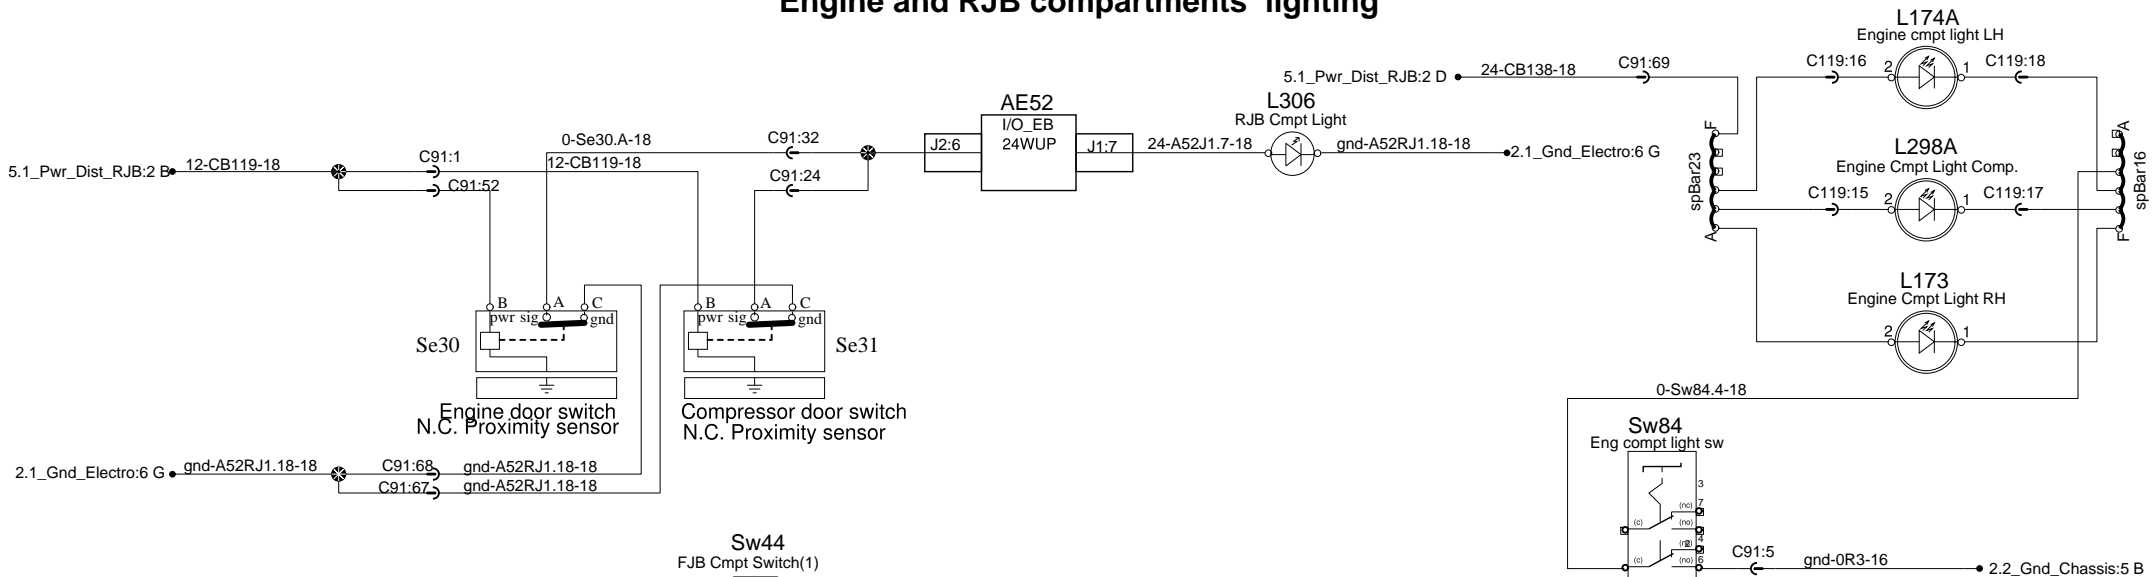 Engine and RJB compartments' lighting
L174A
Engine cmpt light LH
C119:16
2
1
C119:18
5.1_Pwr_Dist_RJB:2 D
24-CB138-18
C91:69
AE52
I/O_EB
24WUP
J2:6
J1:7
L306
RJB Cmpt Light
24-A52J1.7-18
gnd-A52RJ1.18-18
2.1_Gnd_Electro:6 G
0-Se30.A-18
C91:32
5.1_Pwr_Dist_RJB:2 B
12-CB119-18
C91:1
12-CB119-18
C91:52
C91:24
F
spBar23
A
L298A
Engine Cmpt Light Comp.
C119:15
2
1
C119:17
A
spBar16
F
L173
Engine Cmpt Light RH
2
1
B
A
C
pwr
sig
gnd
Se30
Engine door switch
N.C. Proximity sensor
B
A
C
pwr
sig
gnd
Se31
Compressor door switch
N.C. Proximity sensor
0-Sw84.4-18
2.1_Gnd_Electro:6 G
gnd-A52RJ1.18-18
C91:68
gnd-A52RJ1.18-18
C91:67
gnd-A52RJ1.18-18
Sw84
Eng compt light sw
3
7
(nc)
(c)
(no)
4
(c)
(no)
6
C91:5
gnd-0R3-16
2.2_Gnd_Chassis:5 B
Sw44
FJB Cmpt Switch(1)